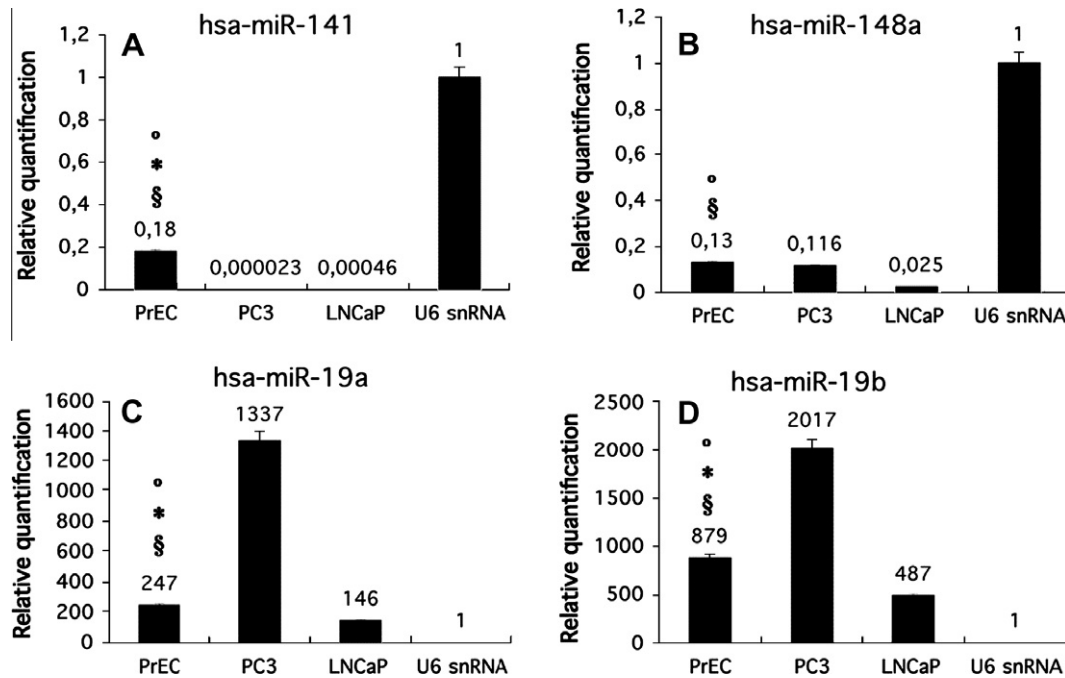 A
hsa-miR-141
Relative quantification
1,2
1
0,8
0,6
0,4
0,2
0
°
*
§
0,18
0,000023
0,00046
1
PrEC
PC3
LNCaP
U6 snRNA
B
hsa-miR-148a
Relative quantification
1,2
1
0,8
0,6
0,4
0,2
0
°
§
0,13
0,116
0,025
1
PrEC
PC3
LNCaP
U6 snRNA
C
hsa-miR-19a
Relative quantification
1600
1400
1200
1000
800
600
400
200
0
°
*
§
247
1337
146
1
PrEC
PC3
LNCaP
U6 snRNA
D
hsa-miR-19b
Relative quantification
2500
2000
1500
1000
500
0
°
*
§
879
2017
487
1
PrEC
PC3
LNCaP
U6 snRNA